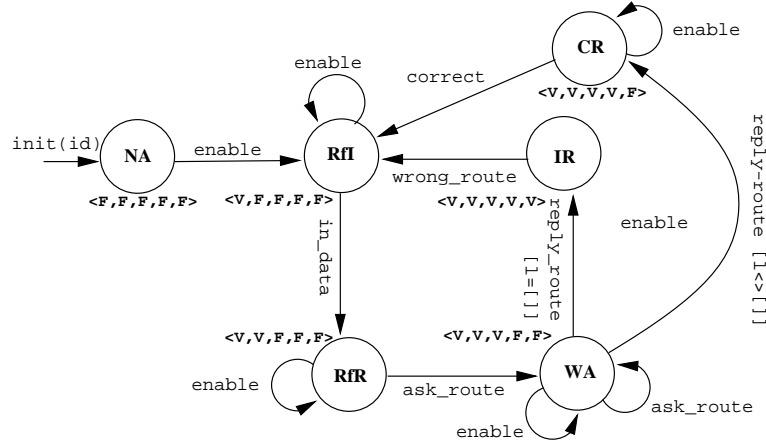 CR
enable
enable
correct
<V,V,V,V,F>
init(id)
NA
enable
RfI
IR
wrong_route
<F,F,F,F,F>
<V,F,F,F,F>
<V,V,V,V,V>
reply-route [l<>[]]
in_data
reply_route
[l=[]]
enable
<V,V,F,F,F>
<V,V,V,F,F>
RfR
WA
enable
ask_route
ask_route
enable